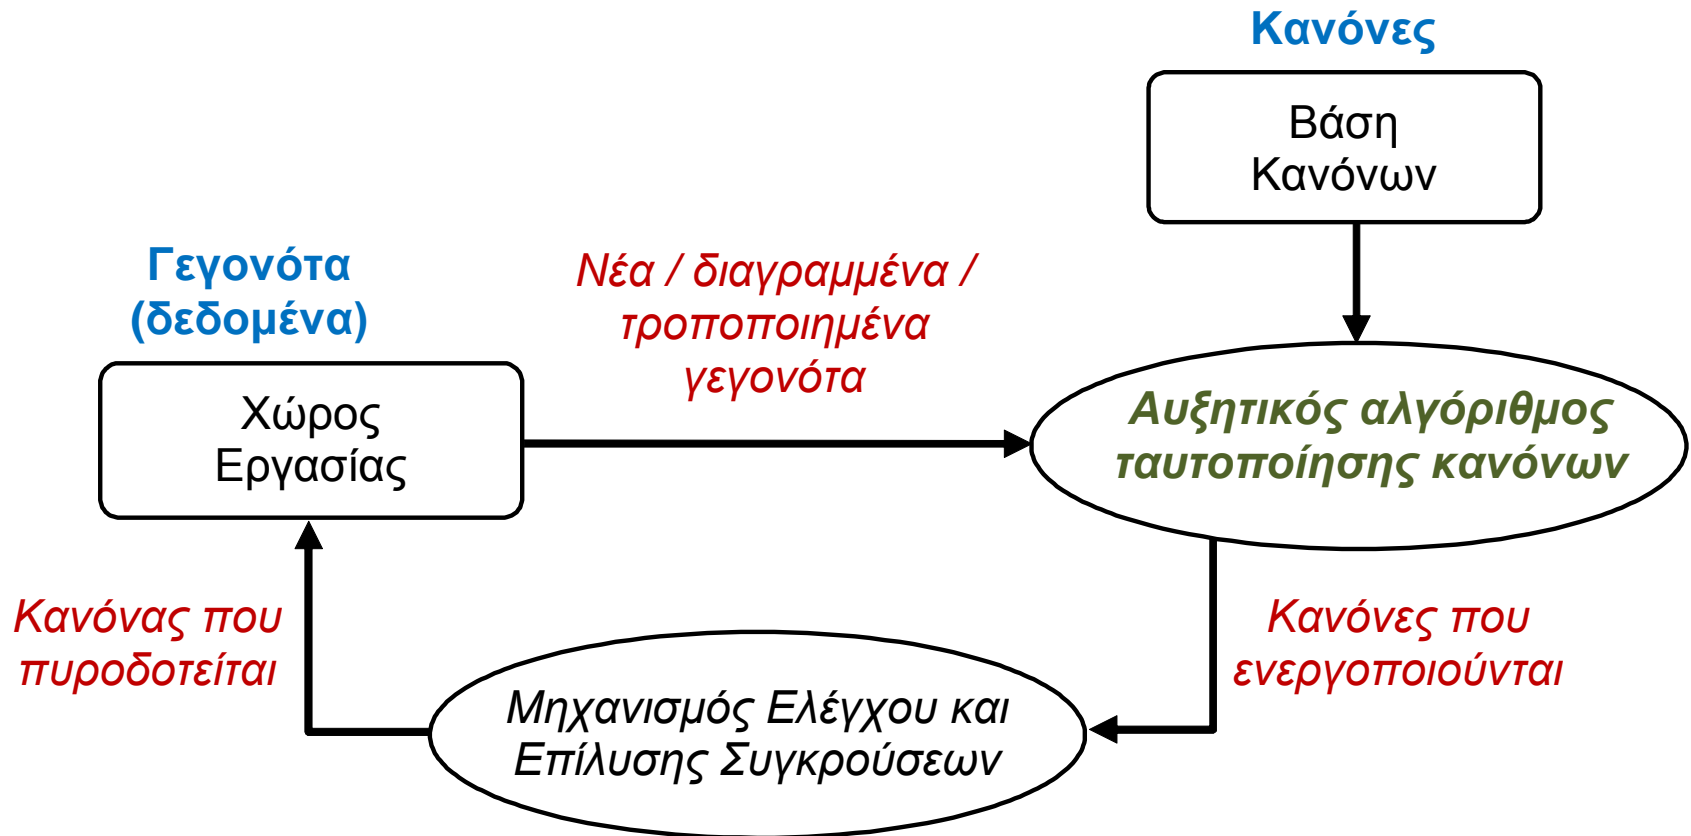 Κανόνες
Βάση
Κανόνων
Γεγονότα
(δεδομένα)
Νέα / διαγραμμένα /
τροποποιημένα
γεγονότα
Χώρος
Εργασίας
Αυξητικός αλγόριθμος
ταυτοποίησης κανόνων
Κανόνας που
πυροδοτείται
Κανόνες που
ενεργοποιούνται
Μηχανισμός Ελέγχου και
Επίλυσης Συγκρούσεων